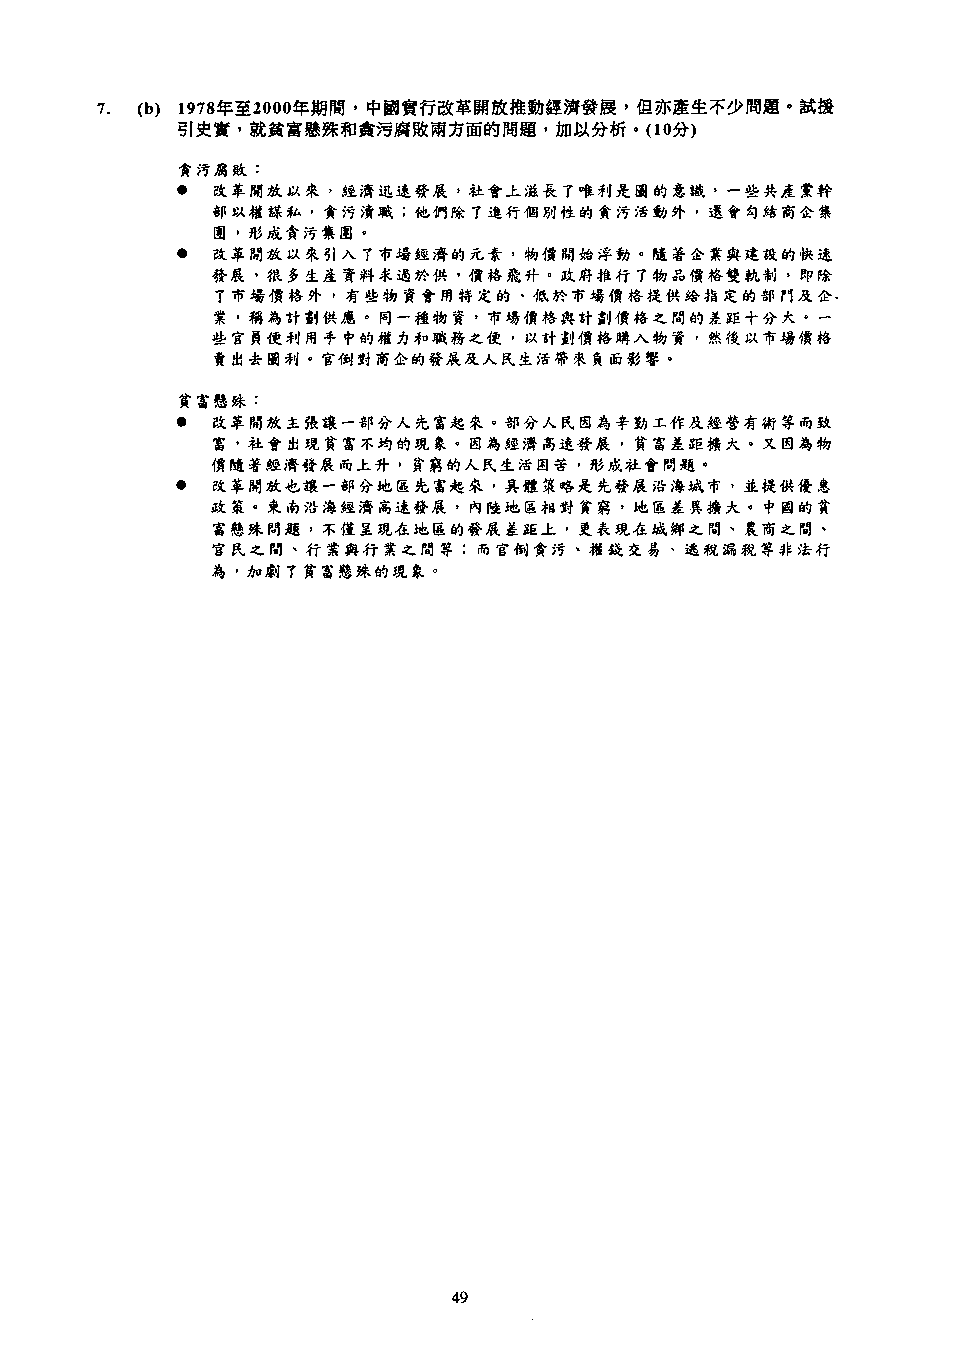 7. (b) 1978年至2000年期間，中國實行改革開放推動經濟發展，但亦產生不少問題。試援
引史實，就貧富懸殊和貪污腐敗兩方面的問題，加以分析。(10分)
貪污腐敗：
● 改革開放以來，經濟迅速發展，社會上滋長了唯利是圖的意識，一些共產黨幹
部以權謀私，貪污瀆職；他們除了進行個別性的貪污活動外，還會勾結商企集
團，形成貪污集團。
● 改革開放以來引入了市場經濟的元素，物價開始浮動。隨著企業與建設的快速
發展，很多生產資料求過於供，價格飛升。政府推行了物品價格雙軌制，即除
了市場價格外，有些物資會用特定的、低於市場價格提供給指定的部門及企
業，稱為計劃供應。同一種物資，市場價格與計劃價格之間的差距十分大。一
些官員便利用手中的權力和職務之便，以計劃價格購入物資，然後以市場價格
賣出去圖利。官倒對商企的發展及人民生活帶來負面影響。
貧富懸殊：
● 改革開放主張讓一部分人先富起來。部分人民因為辛勤工作及經營有術等而致
富，社會出現貧富不均的現象。因為經濟高速發展，貧富差距擴大。又因為物
價隨著經濟發展而上升，貧窮的人民生活困苦，形成社會問題。
● 改革開放也讓一部分地區先富起來，具體策略是先發展沿海城市，並提供優惠
政策。東南沿海經濟高速發展，內陸地區相對貧窮，地區差異擴大。中國的貧
富懸殊問題，不僅呈現在地區的發展差距上，更表現在城鄉之間、農商之間、
官民之間、行業與行業之間等；而官倒貪污、權錢交易、逃稅漏稅等非法行
為，加劇了貧富懸殊的現象。
49